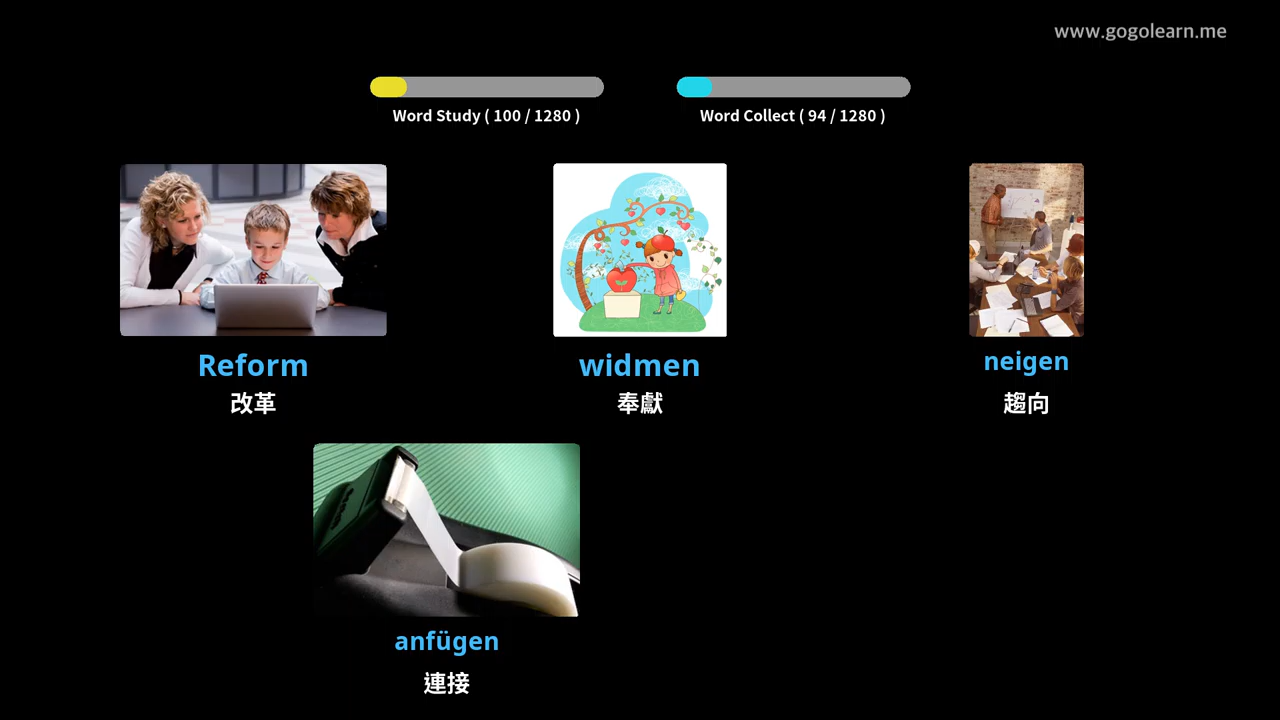 www.gogolearn.me
Word Study ( 100 / 1280 )
Word Collect ( 94 / 1280 )
Reform
改革
widmen
奉獻
neigen
趨向
anfügen
連接